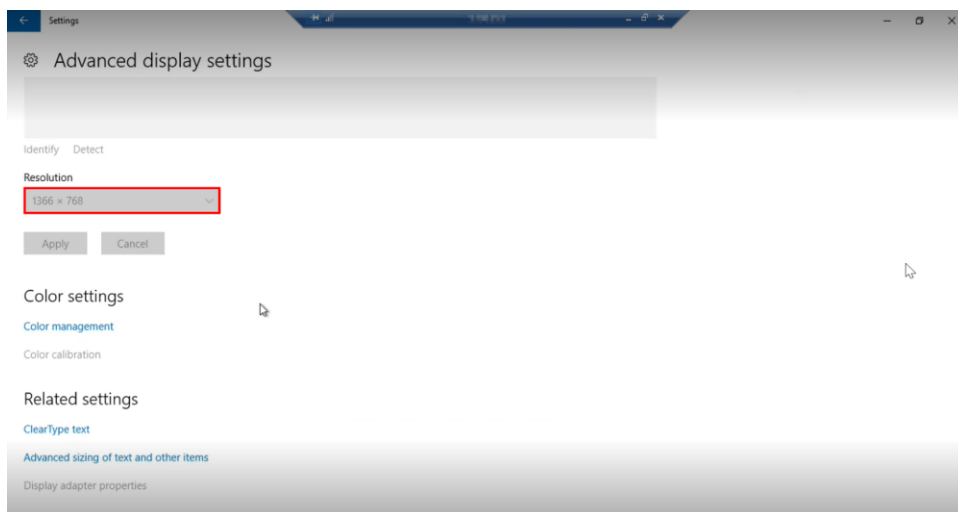 Settings
Advanced display settings
Identify Detect
Resolution
1366 × 768
Apply Cancel
Color settings
Color management
Color calibration
Related settings
ClearType text
Advanced sizing of text and other items
Display adapter properties